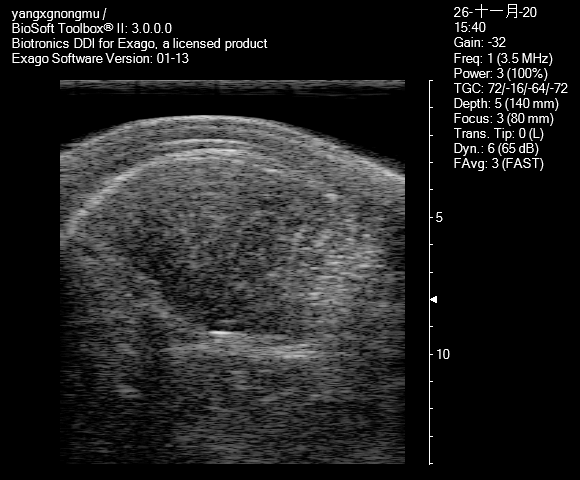 yangxgnongmu /
BioSoft Toolbox® II: 3.0.0.0
Biotronics DDI for Exago, a licensed product
Exago Software Version: 01-13
26-十一月-20
15:40
Gain: -32
Freq: 1 (3.5 MHz)
Power: 3 (100%)
TGC: 72/-16/-64/-72
Depth: 5 (140 mm)
Focus: 3 (80 mm)
Trans. Tip: 0 (L)
Dyn.: 6 (65 dB)
FAvg: 3 (FAST)
5
10